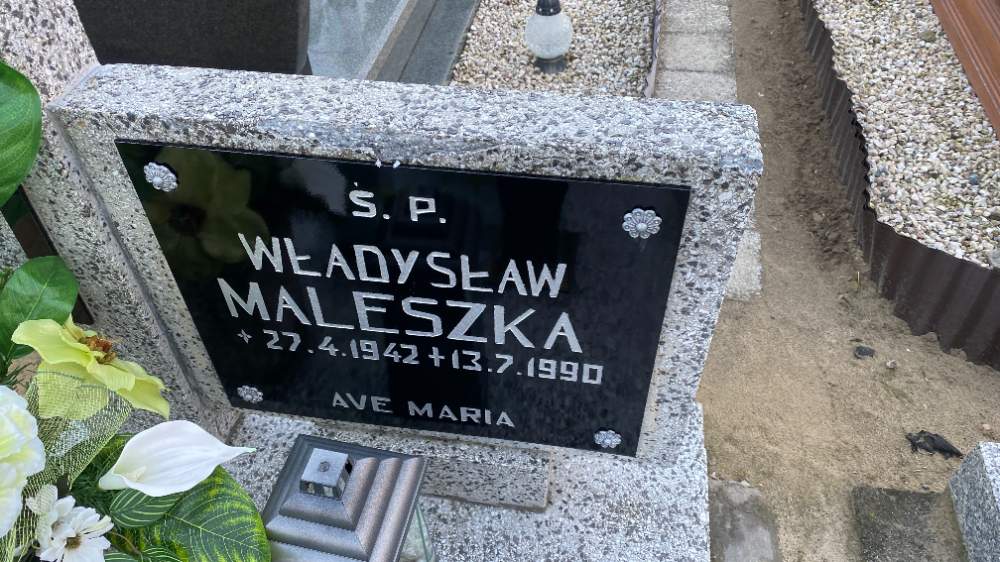 Ś. P.
WŁADYSŁAW
MALESZKA
* 27.4.1942 + 13.7.1990
AVE MARIA